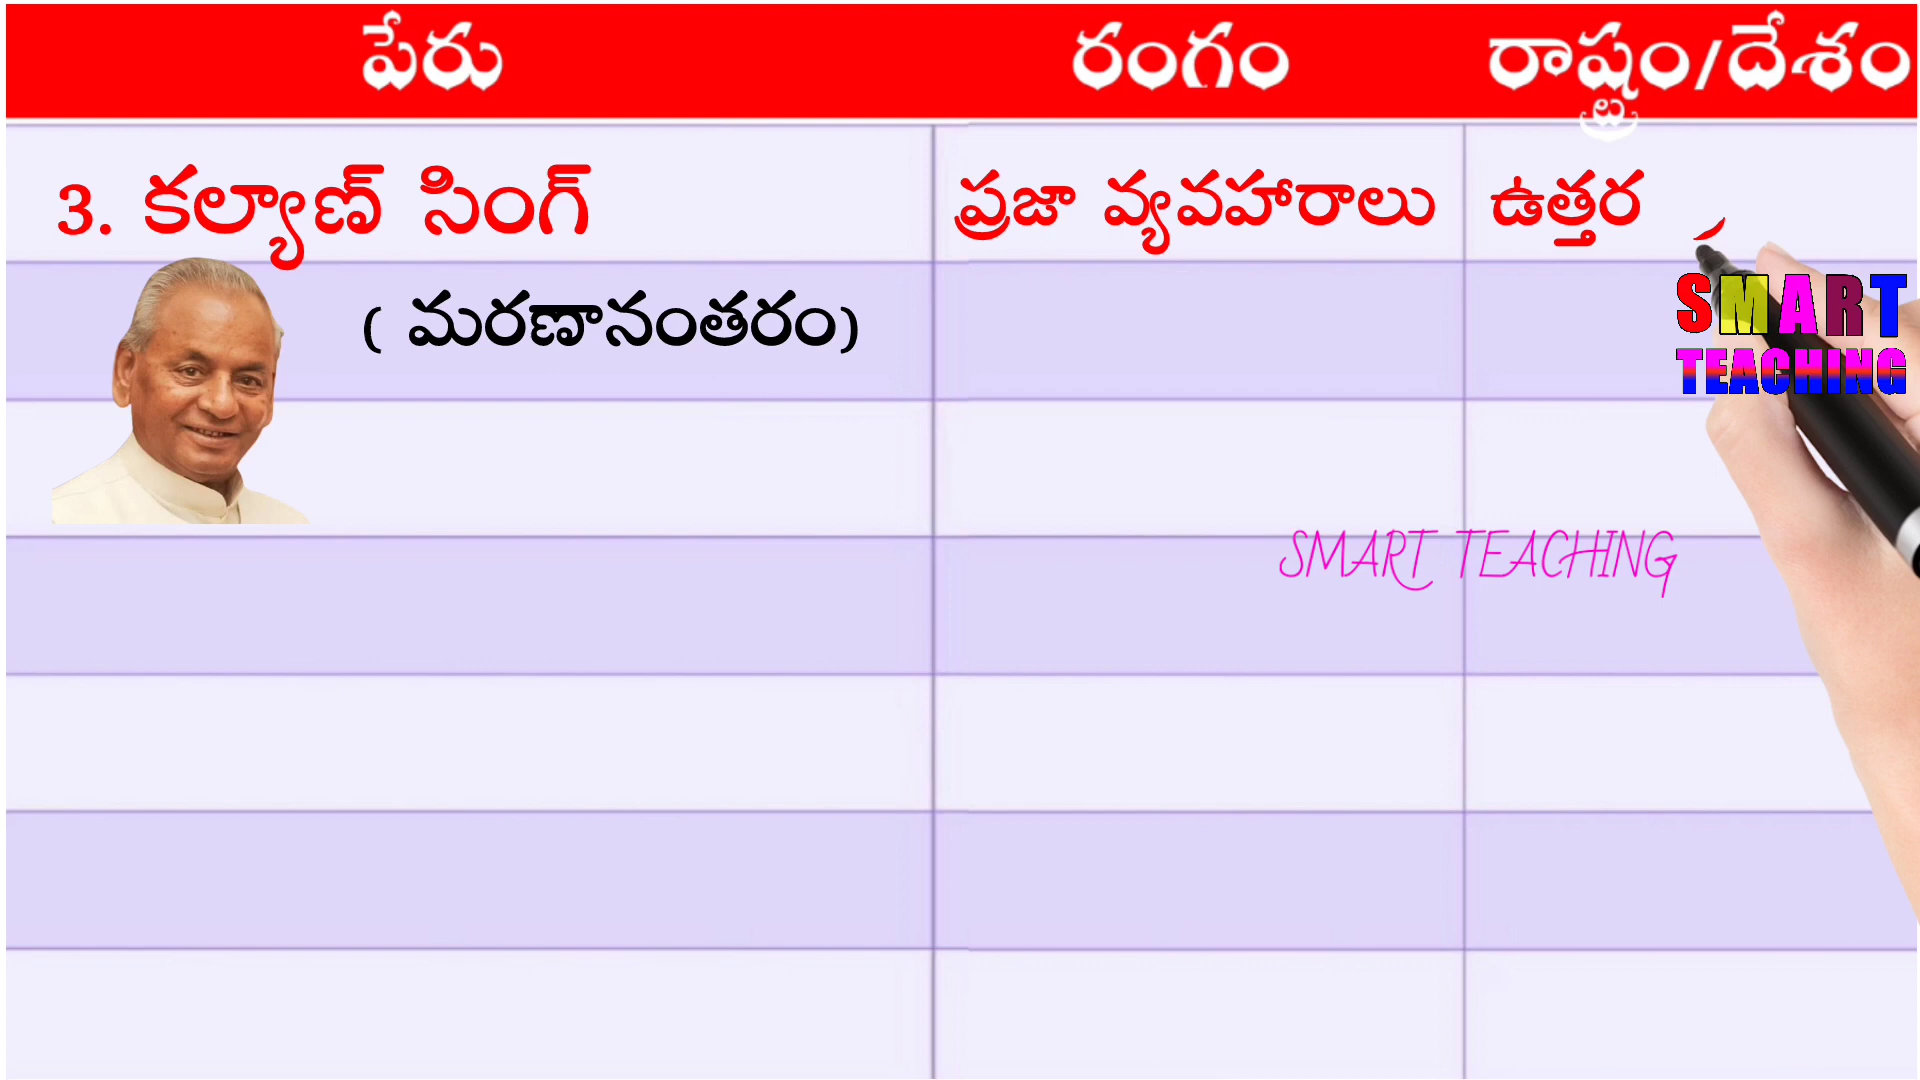 పేరు రంగం రాష్ట్రం/దేశం
3. కల్యాణ్ సింగ్ ప్రజా వ్యవహారాలు ఉత్తర
( మరణానంతరం)
SMART
TEACHING
SMART TEACHING